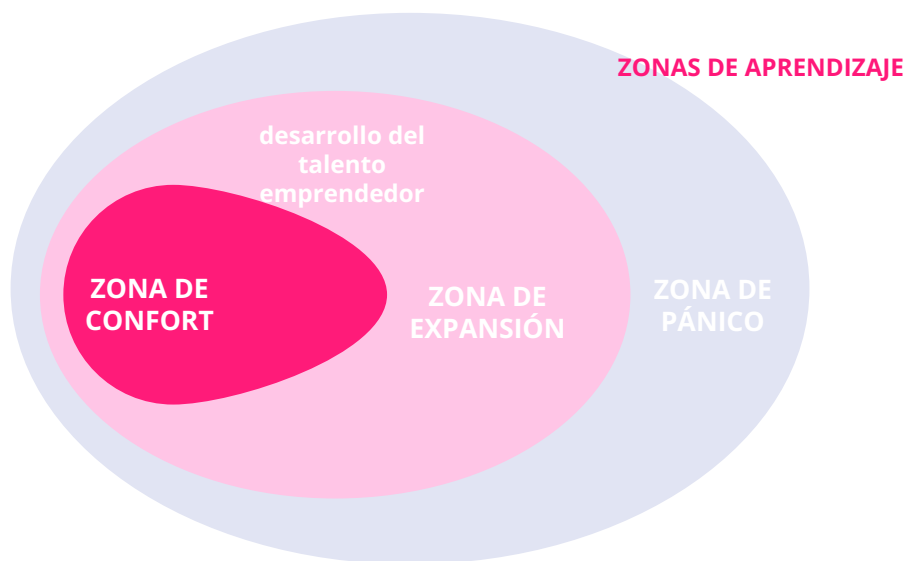 ZONAS DE APRENDIZAJE
desarrollo del
talento
emprendedor
ZONA DE
CONFORT
ZONA DE
EXPANSIÓN
ZONA DE
PÁNICO